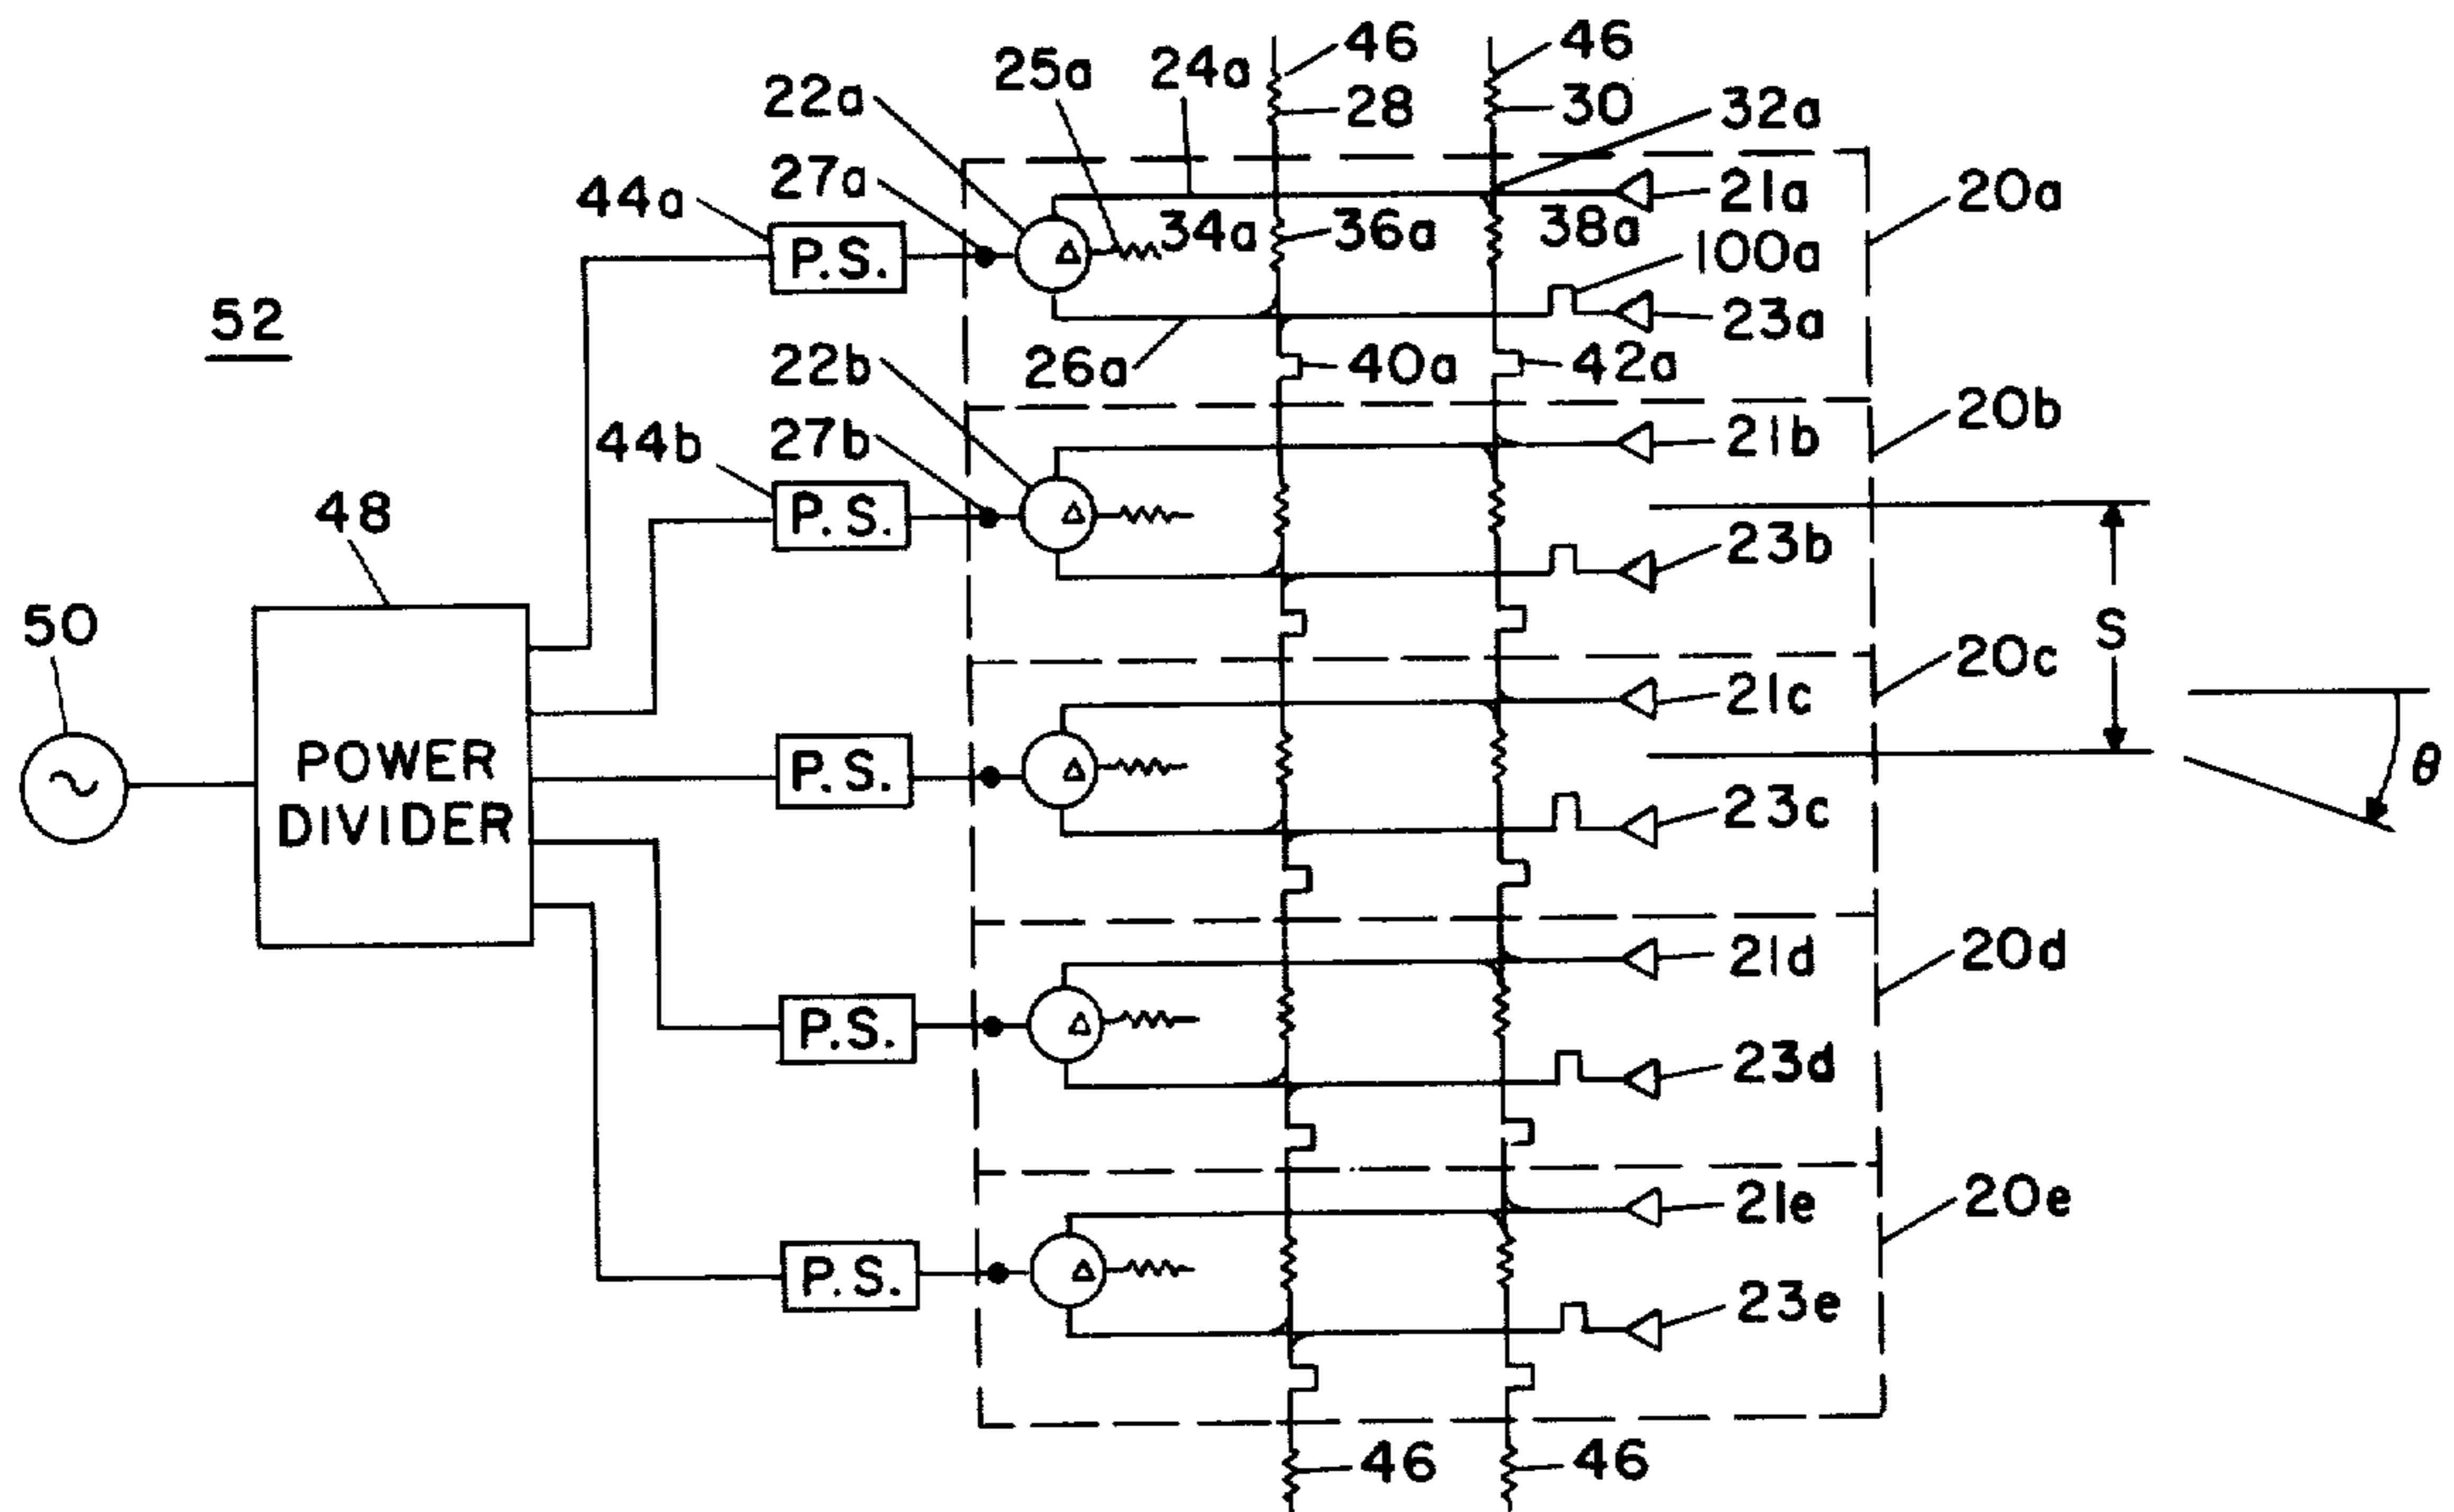 46 46
25a 24a
22a 28 30 32a
27a
44a 21a 20a
34a 36a 38a
P.S. Δ 100a
52 23a
22b 26a 40a 42a
27b 21b 20b
44b
48 P.S. Δ
23b
50 S
20c
21c
POWER P.S. Δ θ
DIVIDER 23c
21d 20d
P.S. Δ
23d
21e 20e
P.S. Δ
23e
46 46